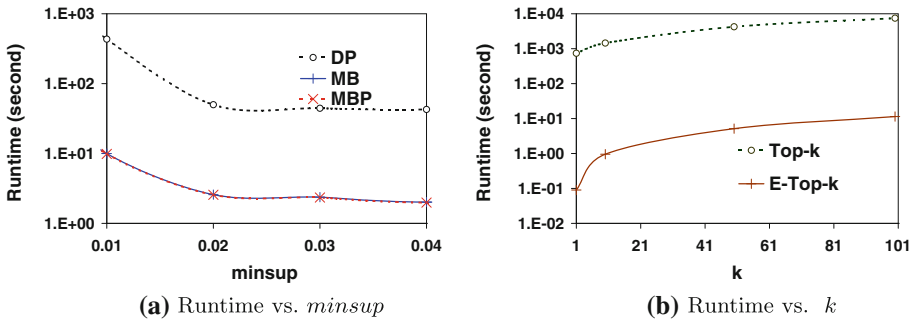 1.E+03
1.E+02
1.E+01
1.E+00
Runtime (second)
DP
MB
MBP
0.01 0.02 0.03 0.04
minsup
(a) Runtime vs. minsup
1.E+04
1.E+03
1.E+02
1.E+01
1.E+00
1.E-01
1.E-02
Runtime (second)
Top-k
E-Top-k
1 21 41 61 81 101
k
(b) Runtime vs. k